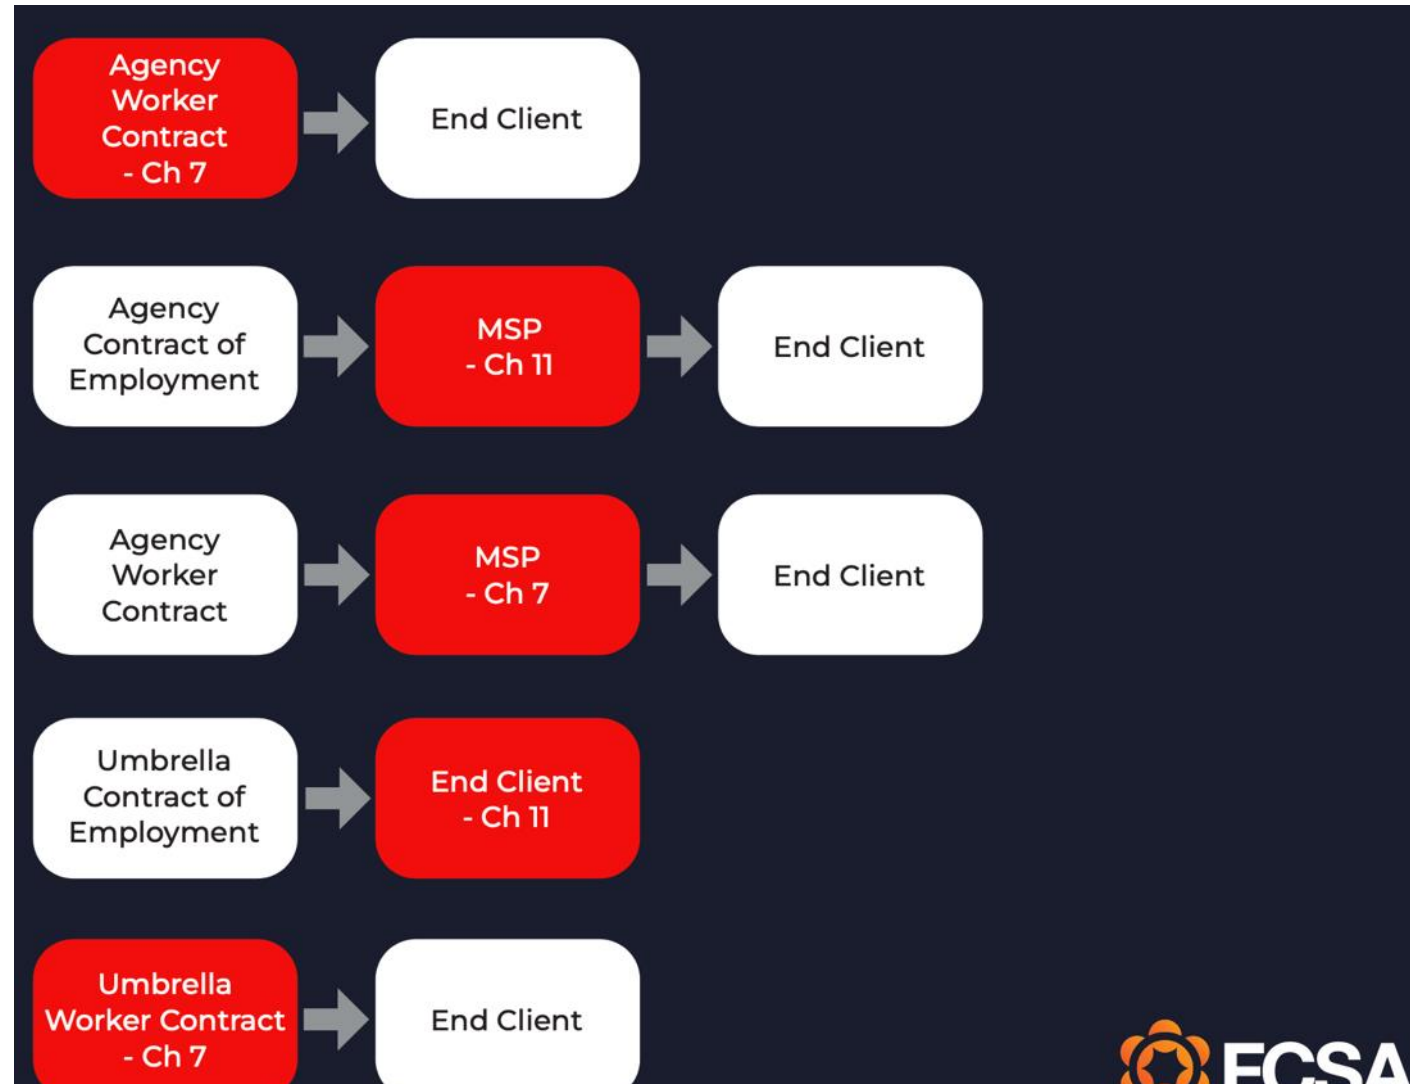 Agency
Worker
Contract
- Ch 7
End Client
Agency
Contract of
Employment
MSP
- Ch 11
End Client
Agency
Worker
Contract
MSP
- Ch 7
End Client
Umbrella
Contract of
Employment
End Client
- Ch 11
Umbrella
Worker Contract
- Ch 7
End Client
FCSA